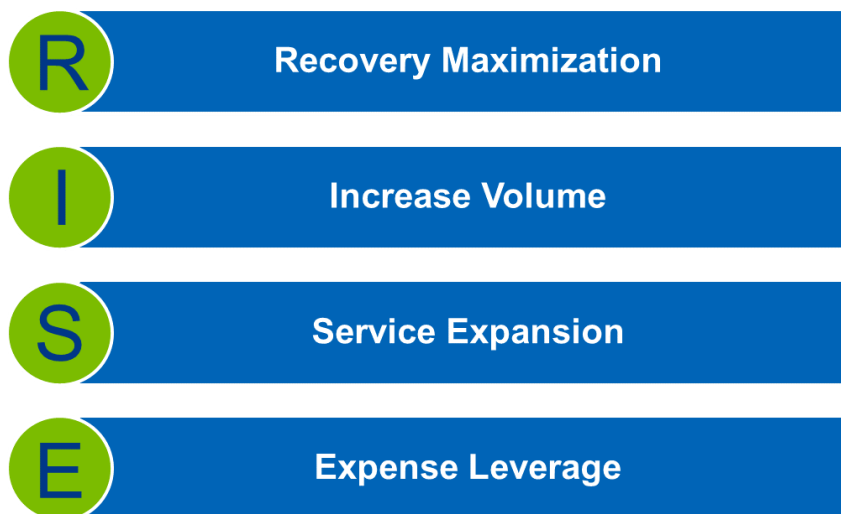 R Recovery Maximization
I Increase Volume
S Service Expansion
E Expense Leverage